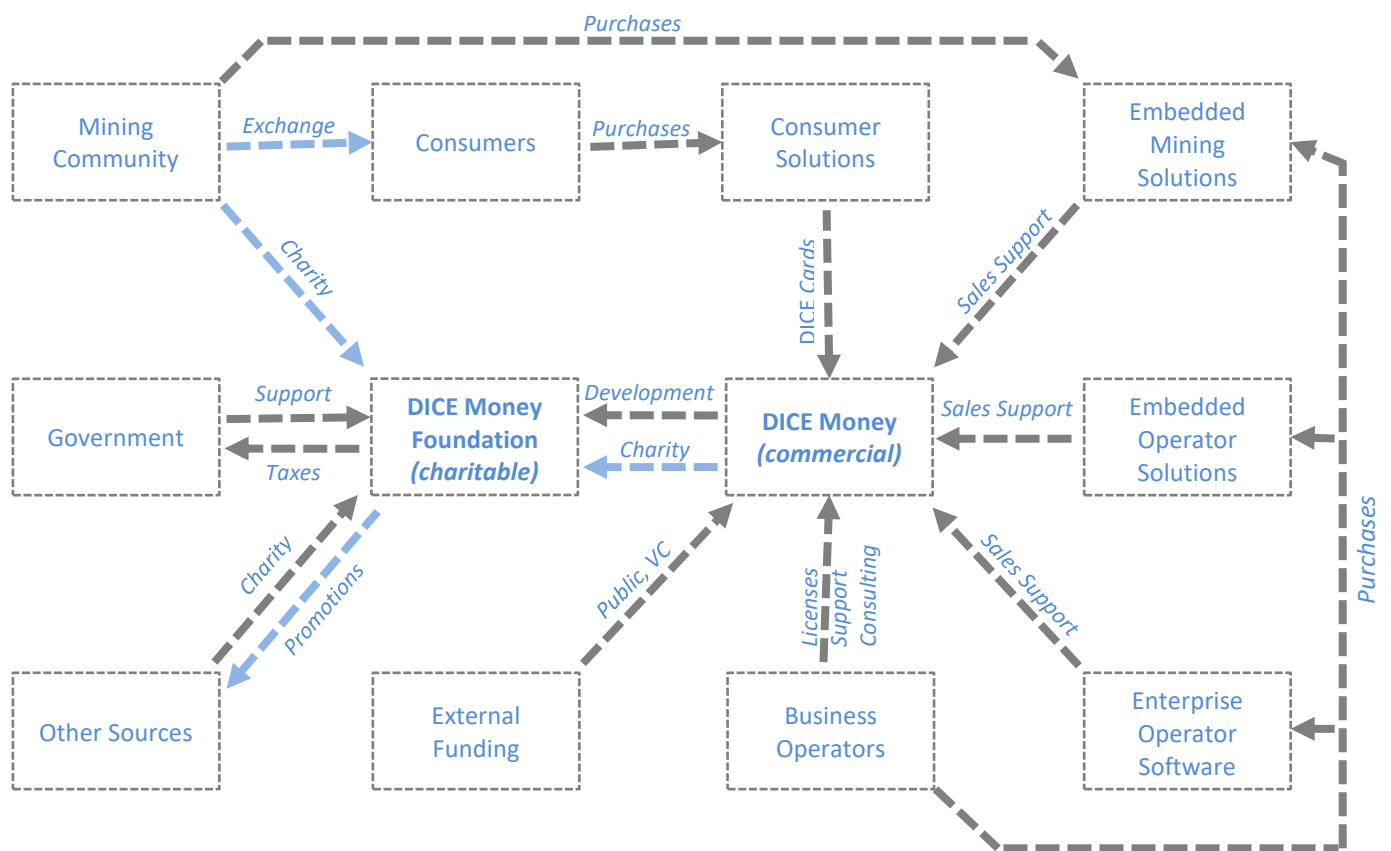 Purchases
Mining
Community
Exchange
Consumers
Purchases
Consumer
Solutions
Embedded
Mining
Solutions
Charity
DICE Cards
Sales Support
Government
Support
Taxes
DICE Money
Foundation
(charitable)
Development
Charity
DICE Money
(commercial)
Sales Support
Embedded
Operator
Solutions
Purchases
Charity
Promotions
Public, VC
Licenses
Support
Consulting
Sales Support
Other Sources
External
Funding
Business
Operators
Enterprise
Operator
Software